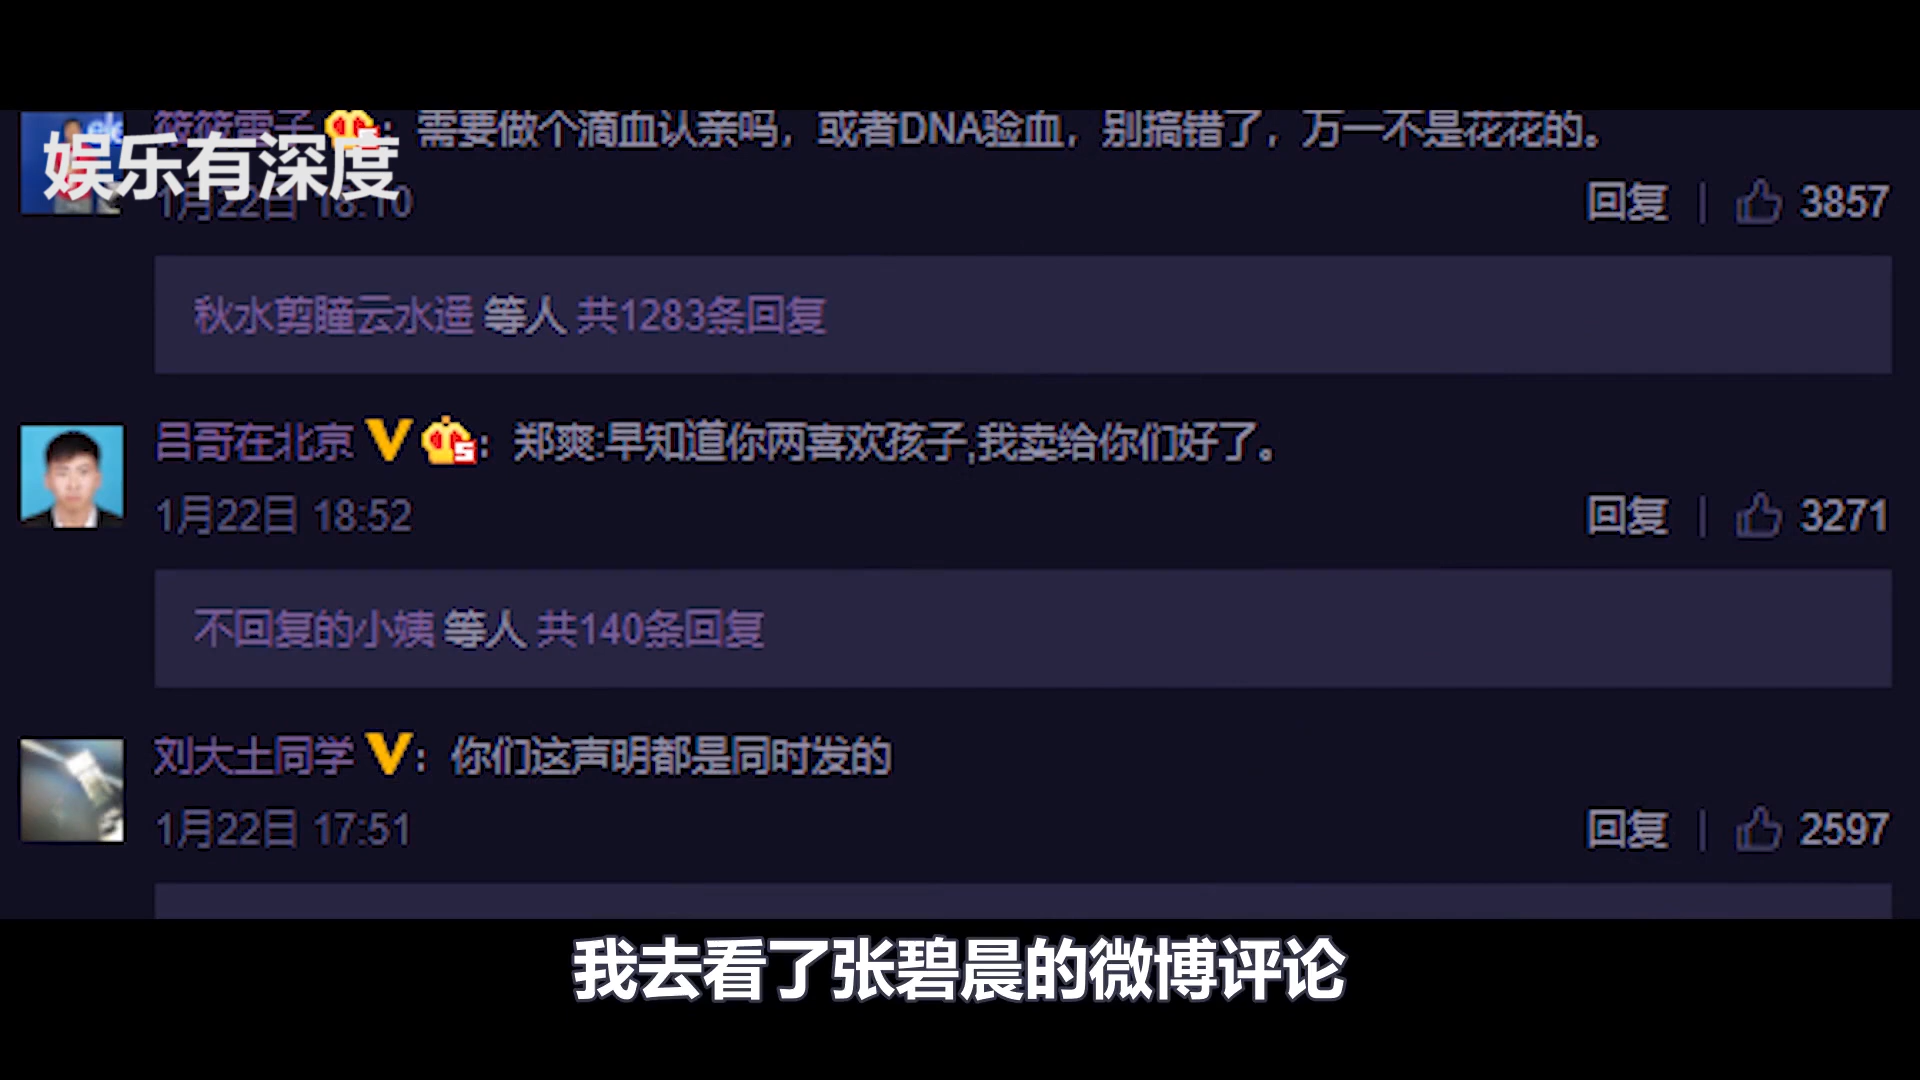 需要做个滴血认亲吗，或者DNA验血，别搞错了，万一不是花花的。
娱乐有深度
1月22日 18:10
回复 | 3857
秋水剪瞳云水遥 等人 共1283条回复
吕哥在北京 V : 郑爽:早知道你两喜欢孩子,我卖给你们好了。
1月22日 18:52
回复 | 3271
不回复的小姨 等人 共140条回复
刘大土同学 V : 你们这声明都是同时发的
1月22日 17:51
回复 | 2597
我去看了张碧晨的微博评论